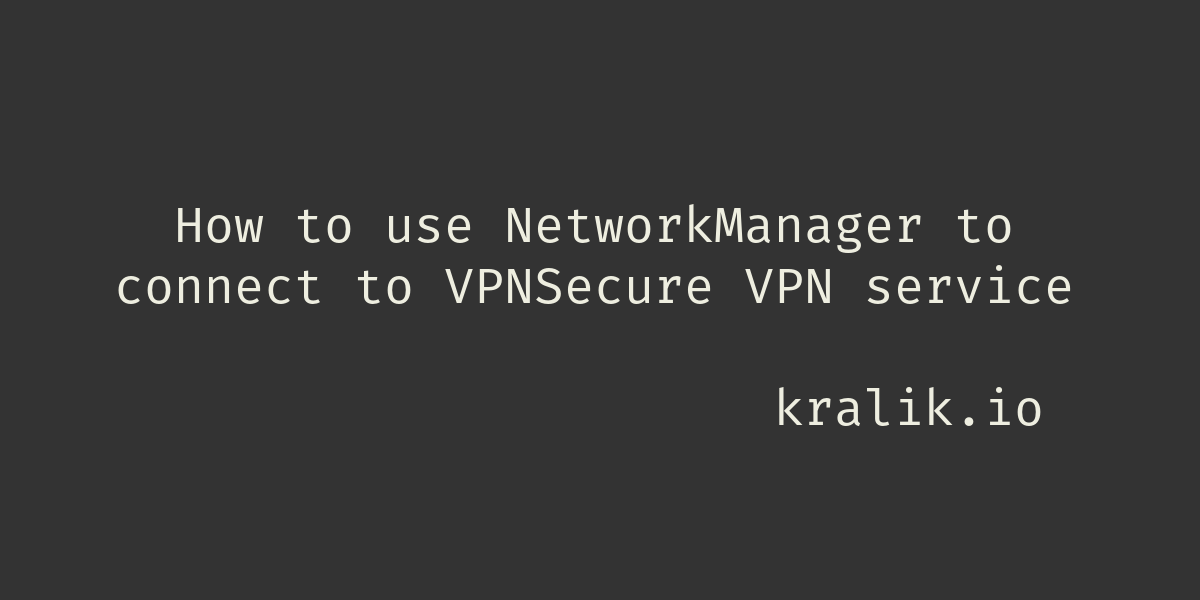 How to use NetworkManager to
connect to VPNSecure VPN service
kralik.io